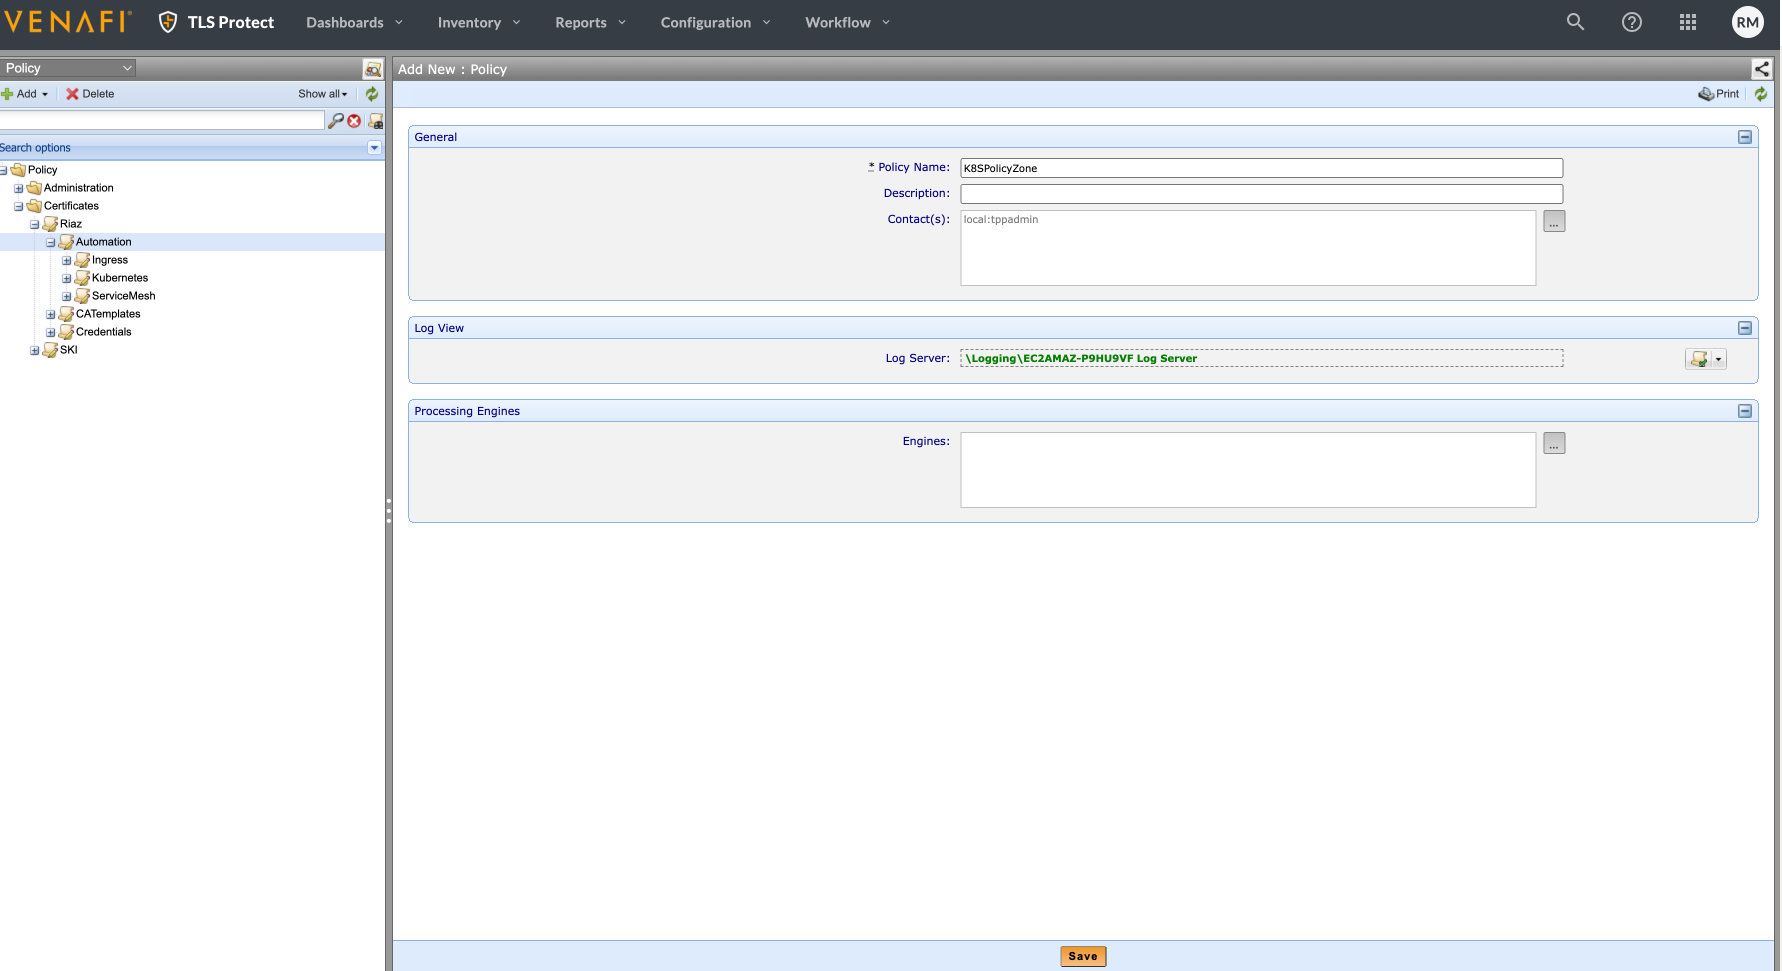 VENAFI TLS Protect Dashboards Inventory Reports Configuration Workflow RM
Policy
Add Delete Show all
Search options
Policy
Administration
Certificates
Riaz
Automation
Ingress
Kubernetes
ServiceMesh
CATemplates
Credentials
SKI
Add New : Policy
Print
General
* Policy Name: K8SPolicyZone
Description:
Contact(s): local:tppadmin
...
Log View
Log Server: \Logging\EC2AMAZ-P9HU9VF Log Server
Processing Engines
Engines:
...
Save